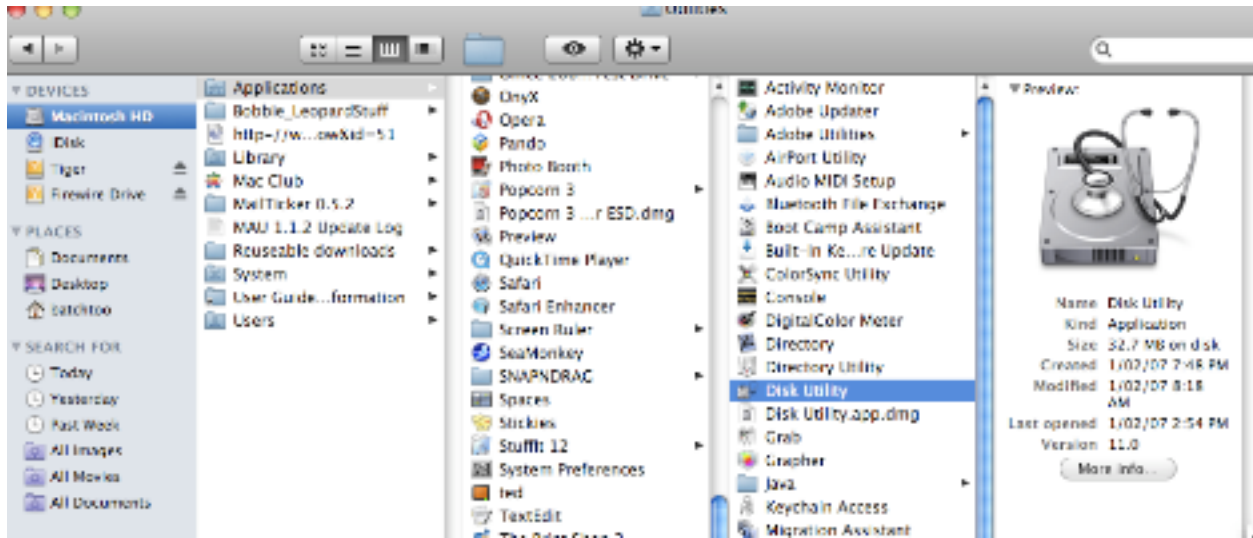 Utilities
DEVICES
Macintosh HD
iDisk
Tiger
Firewire Drive
PLACES
Documents
Desktop
catchtoo
SEARCH FOR
Today
Yesterday
Past Week
All Images
All Movies
All Documents
Applications
Bobbie_LeopardStuff
http-//w...ow&id=51
Library
Mac Club
MailTicker 0.5.2
MAU 1.1.2 Update Log
Reuseable downloads
System
User Guide...formation
Users
OnyX
Opera
Pando
Photo Booth
Popcorn 3
Popcorn 3 ...r ESD.dmg
Preview
QuickTime Player
Safari
Safari Enhancer
Screen Ruler
SeaMonkey
SNAPNDRAG
Spaces
Stickies
StuffIt 12
System Preferences
ted
TextEdit
Activity Monitor
Adobe Updater
Adobe Utilities
AirPort Utility
Audio MIDI Setup
Bluetooth File Exchange
Boot Camp Assistant
Built-in Ke...re Update
ColorSync Utility
Console
DigitalColor Meter
Directory
Directory Utility
Disk Utility
Disk Utility.app.dmg
Grab
Grapher
Java
Keychain Access
Migration Assistant
Preview:
Name Disk Utility
Kind Application
Size 32.7 MB on disk
Created 1/02/07 7:48 PM
Modified 1/02/07 8:18
AM
Last opened 1/02/07 2:54 PM
Version 11.0
More info...